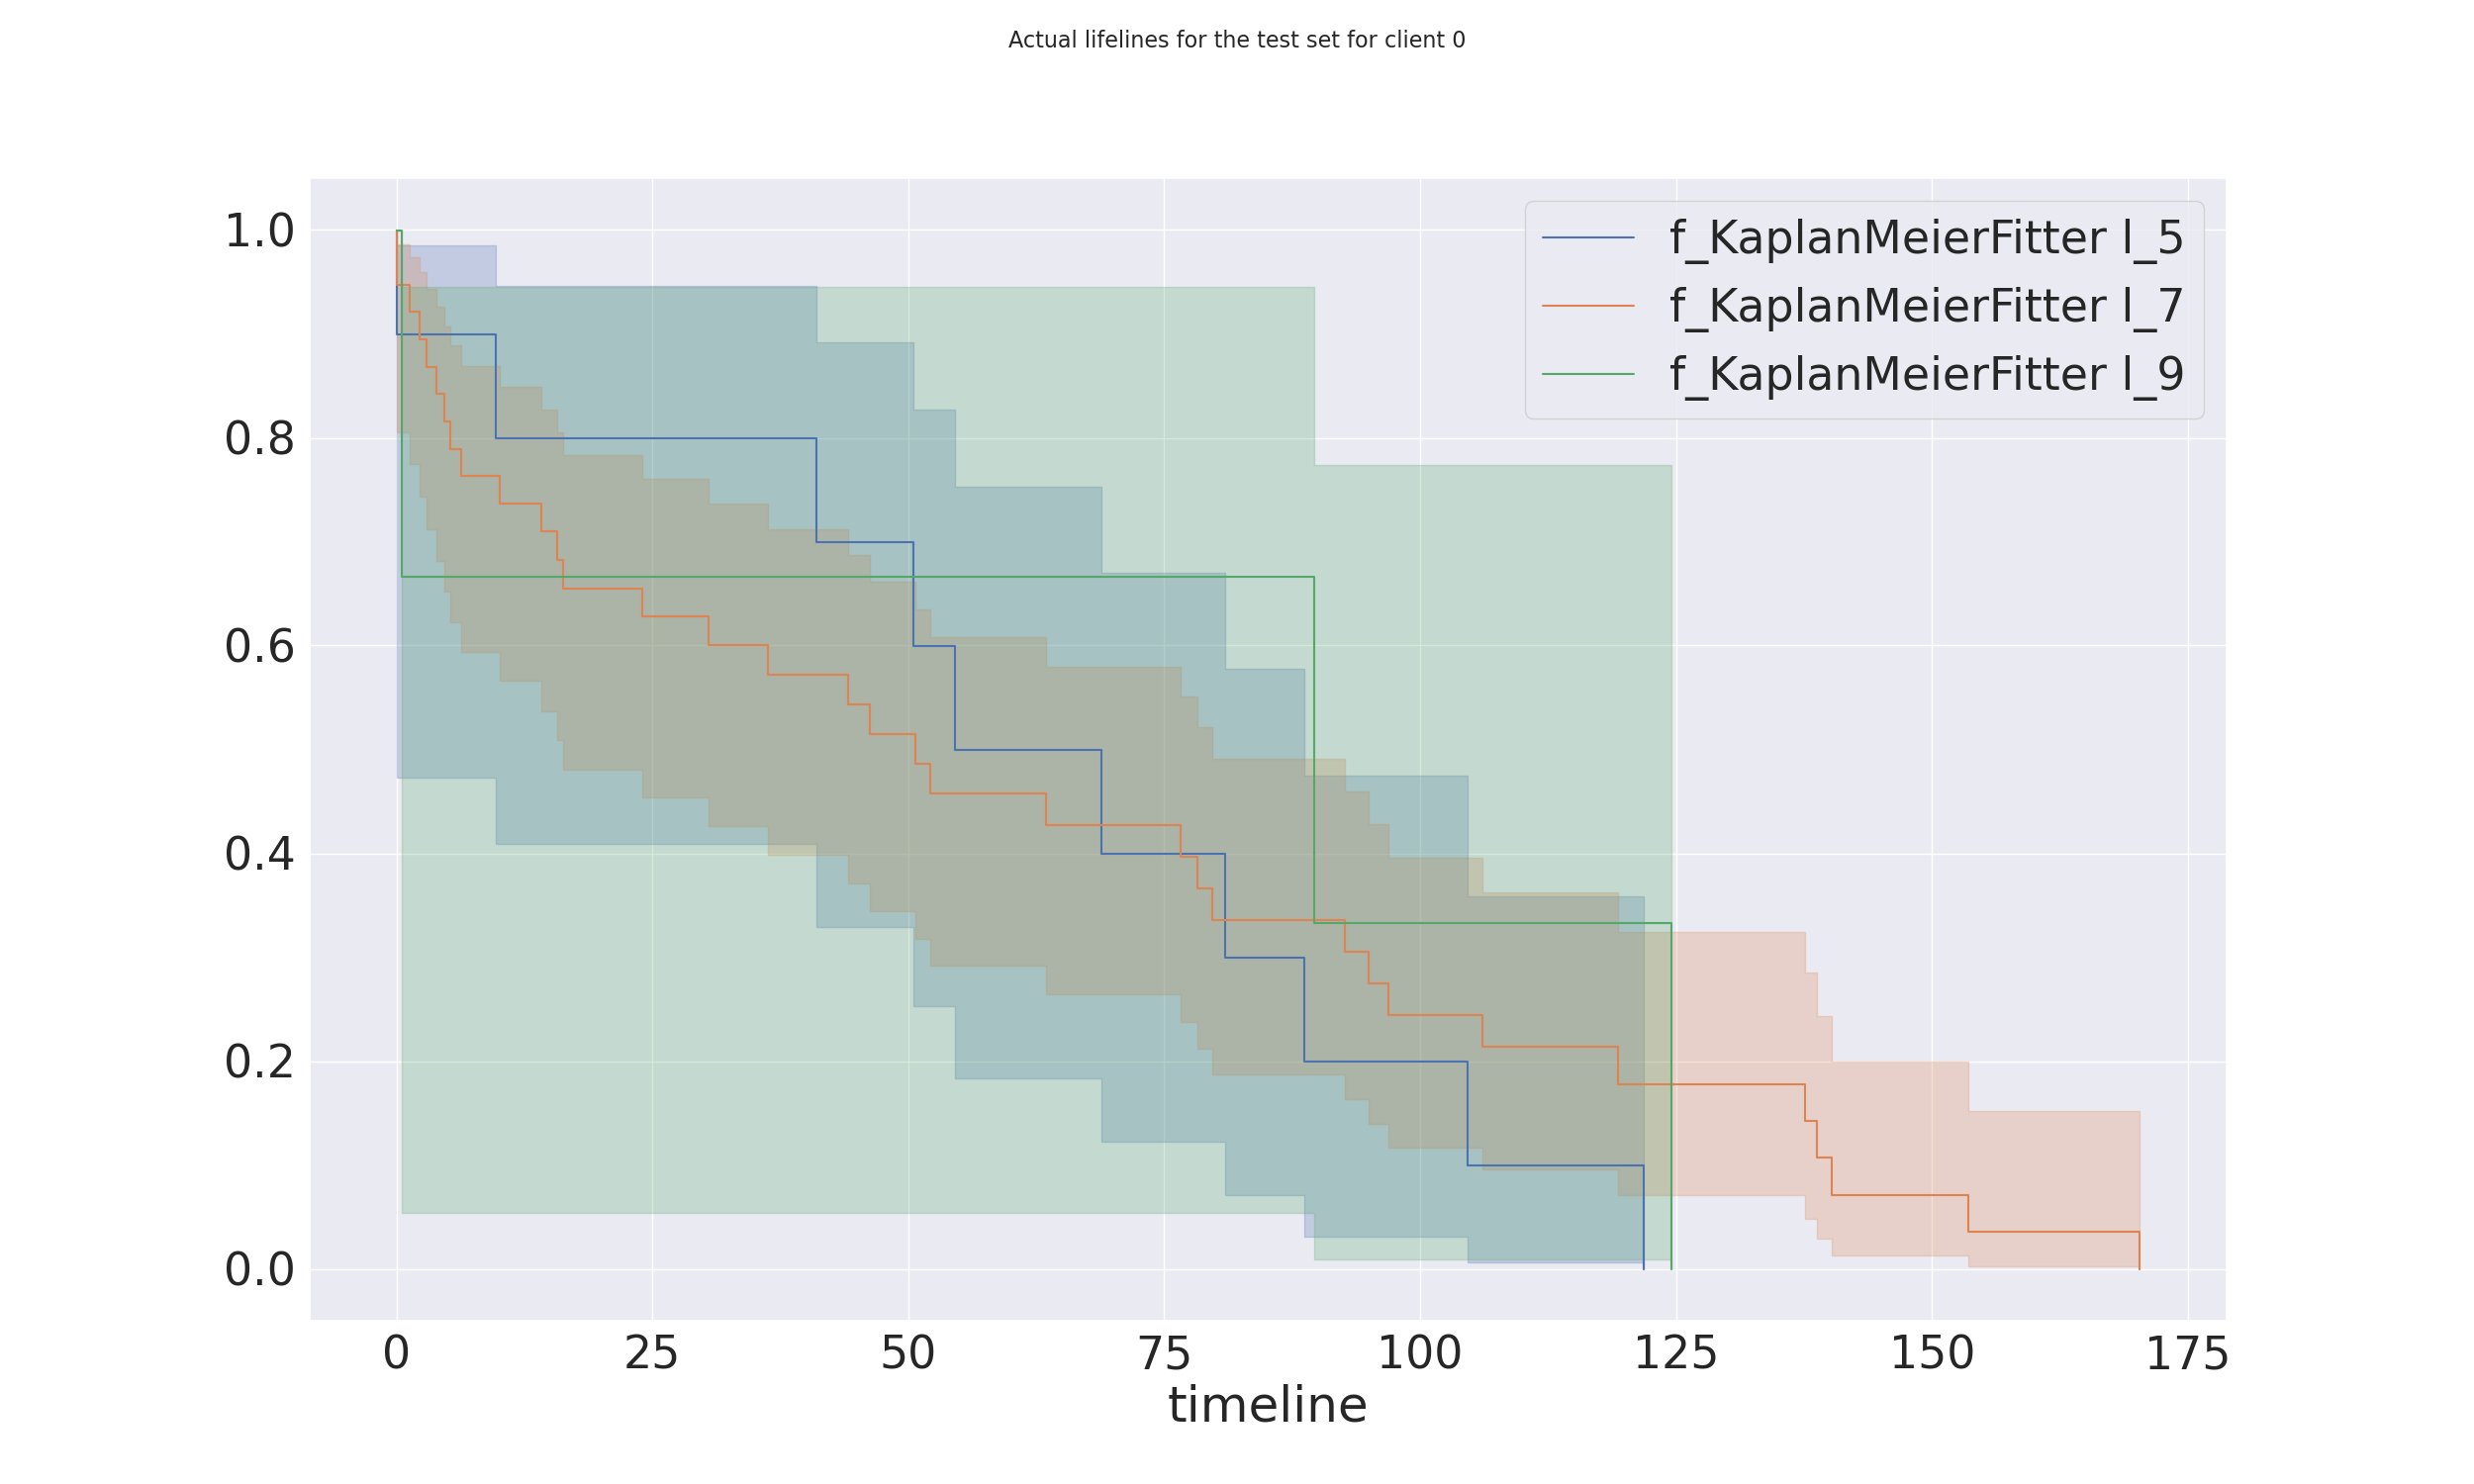 Actual lifelines for the test set for client 0
f_KaplanMeierFitter l_5
f_KaplanMeierFitter l_7
f_KaplanMeierFitter l_9
1.0
0.8
0.6
0.4
0.2
0.0
0 25 50 75 100 125 150 175
timeline